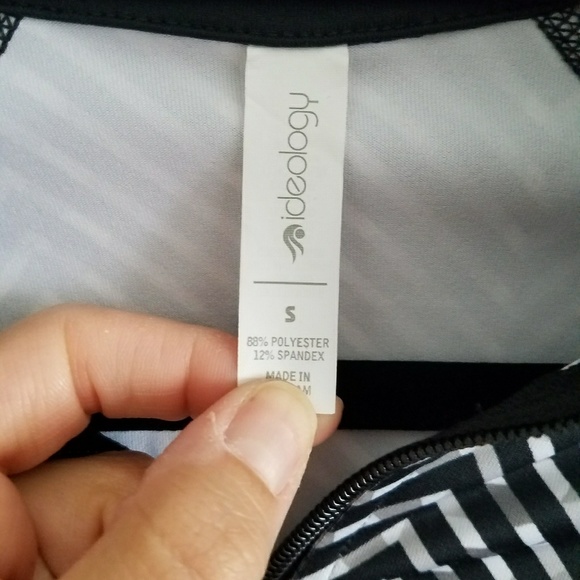 ideology
S
88% POLYESTER
12% SPANDEX
MADE IN